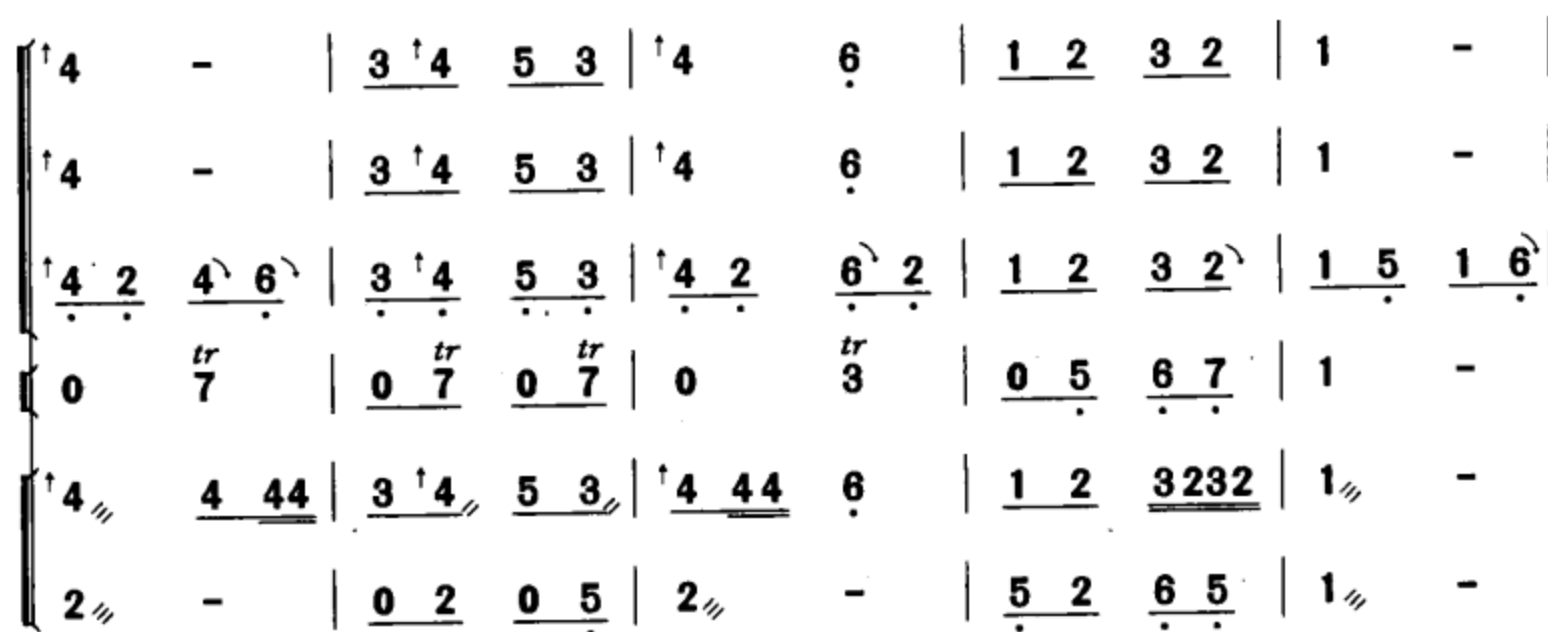 ↑4 - | 3 ↑4 5 3 | ↑4 6̣ | 1 2 3 2 | 1 - |
↑4 - | 3 ↑4 5 3 | ↑4 6̣ | 1 2 3 2 | 1 - |
↑4̣ 2̣ 4 6̣ | 3̣ ↑4̣ 5̣ 3̣ | ↑4̣ 2̣ 6̣ 2̣ | 1 2 3 2 | 1 5̣ 1 6̣ |
tr tr tr tr
0 7 | 0 7 0 7 | 0 3 | 0 5̣ 6̣ 7̣ | 1 -
↑4 /// 4 44 | 3 ↑4 // 5 3 // | ↑4 44 6̣ | 1 2 3232 | 1 /// -
2 /// - | 0 2 0 5̣ | 2 /// - | 5̣ 2 6̣ 5̣ | 1 /// -